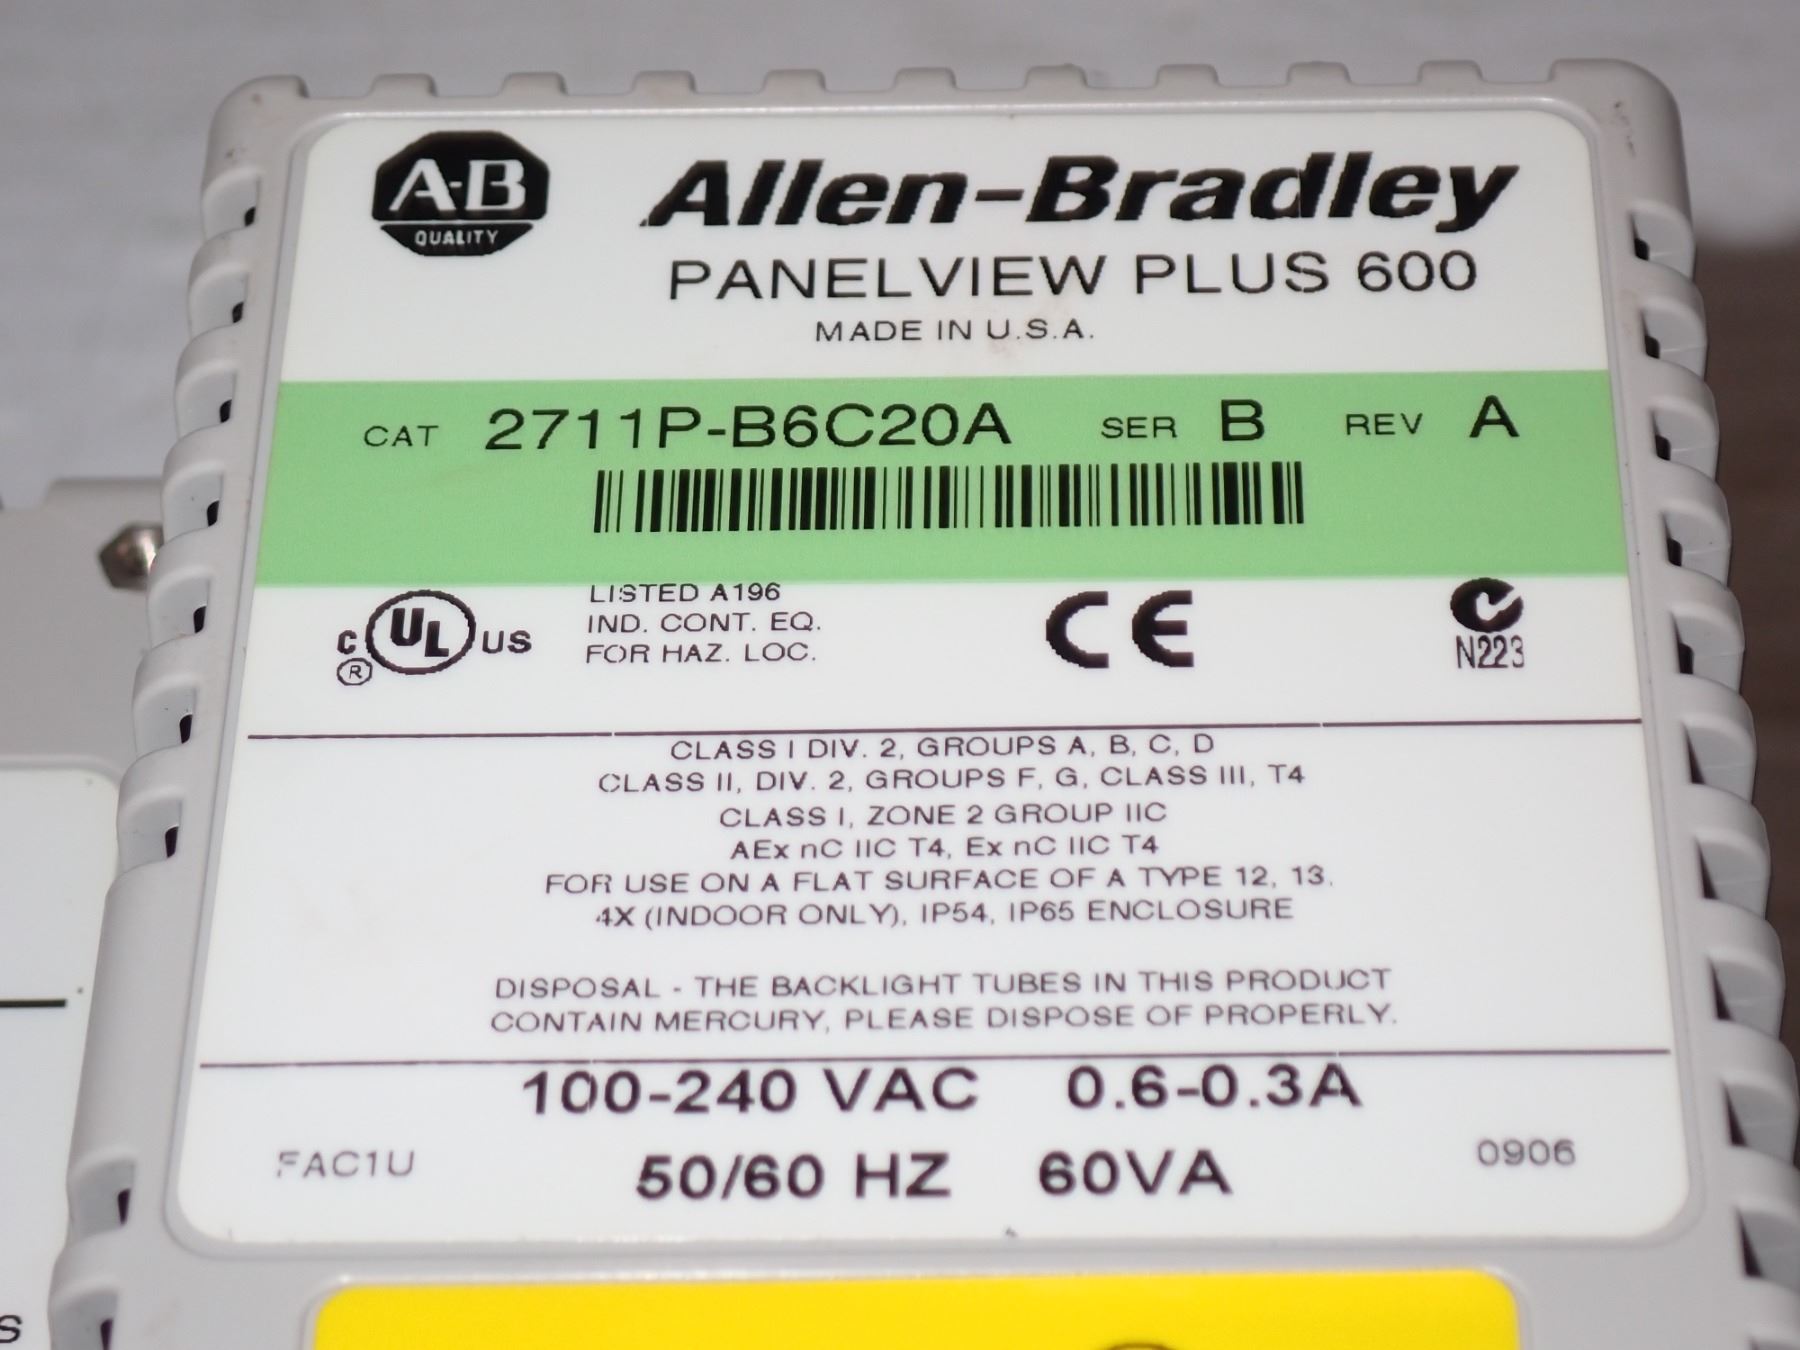 A-B
QUALITY
Allen-Bradley
PANELVIEW PLUS 600
MADE IN U.S.A.
CAT 2711P-B6C20A SER B REV A
C UL US
®
LISTED A196
IND. CONT. EQ.
FOR HAZ. LOC.
CE
N223
CLASS I DIV. 2, GROUPS A, B, C, D
CLASS II, DIV. 2, GROUPS F, G, CLASS III, T4
CLASS I, ZONE 2 GROUP IIC
AEx nC IIC T4, Ex nC IIC T4
FOR USE ON A FLAT SURFACE OF A TYPE 12, 13,
4X (INDOOR ONLY), IP54, IP65 ENCLOSURE
DISPOSAL - THE BACKLIGHT TUBES IN THIS PRODUCT
CONTAIN MERCURY, PLEASE DISPOSE OF PROPERLY.
100-240 VAC 0.6-0.3A
FAC1U 50/60 HZ 60VA 0906
S